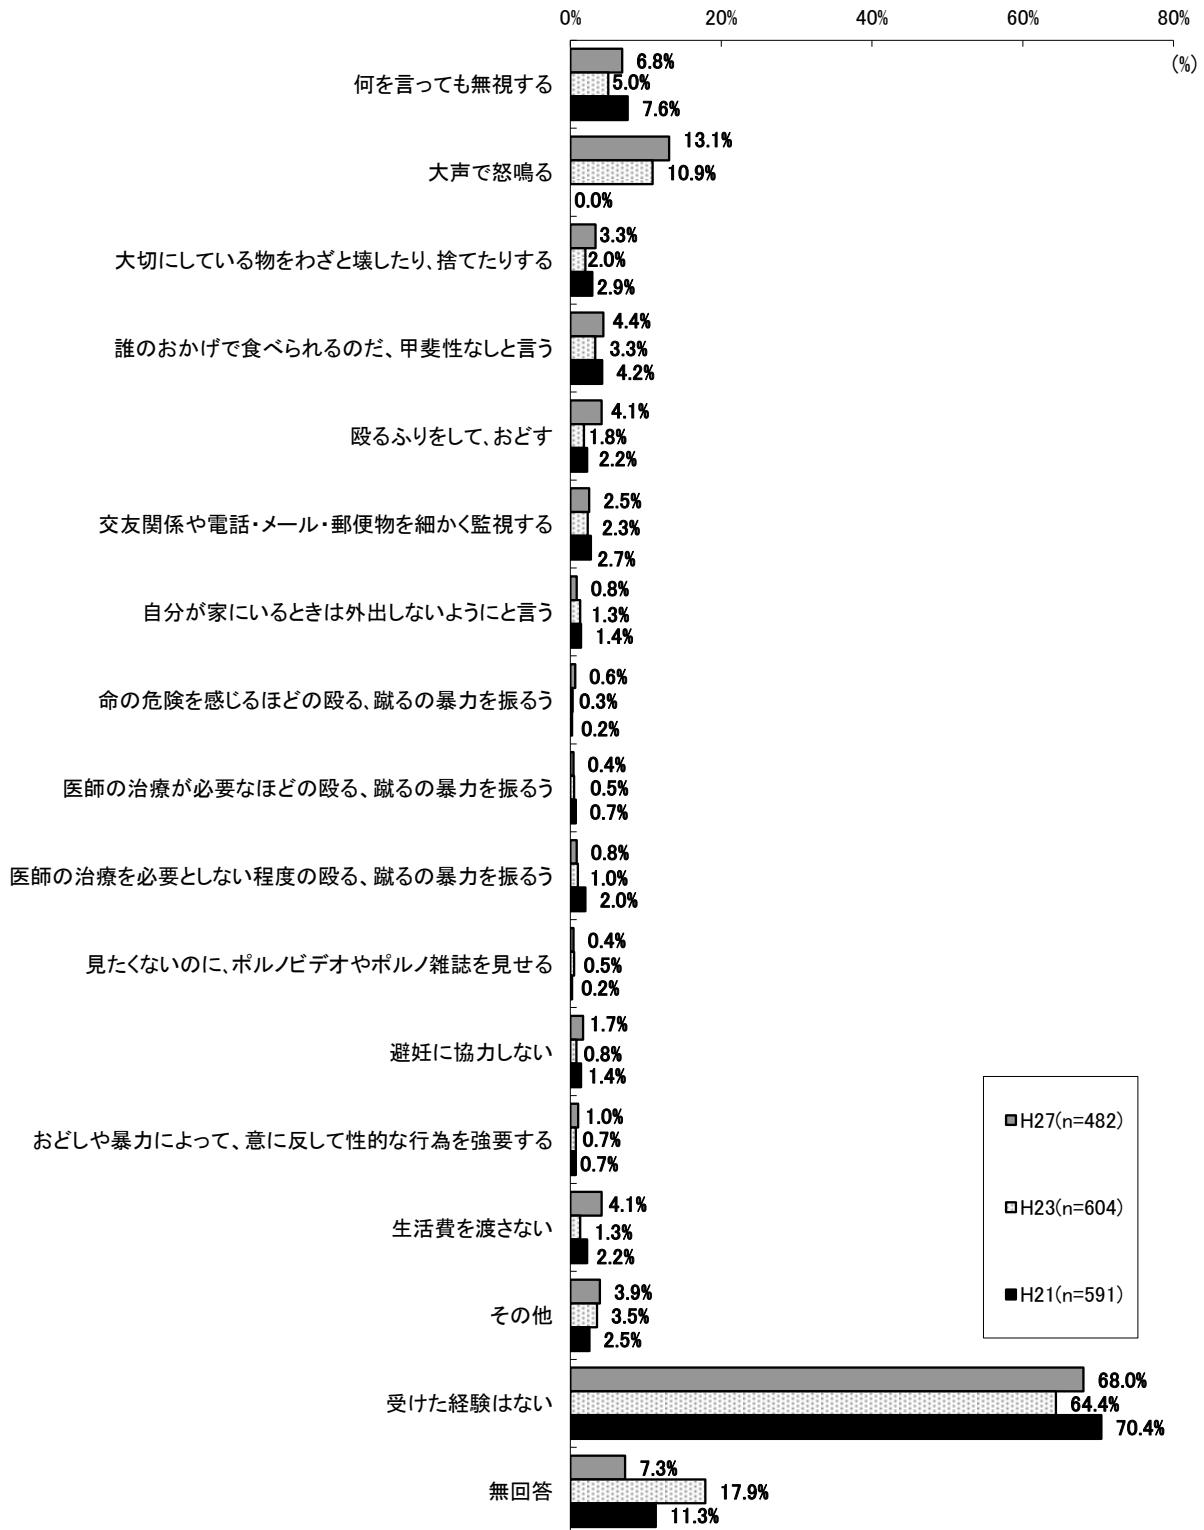 0% 20% 40% 60% 80%
(%)
何を言っても無視する
6.8%
5.0%
7.6%
大声で怒鳴る
13.1%
10.9%
0.0%
大切にしている物をわざと壊したり、捨てたりする
3.3%
2.0%
2.9%
誰のおかげで食べられるのだ、甲斐性なしと言う
4.4%
3.3%
4.2%
殴るふりをして、おどす
4.1%
1.8%
2.2%
交友関係や電話・メール・郵便物を細かく監視する
2.5%
2.3%
2.7%
自分が家にいるときは外出しないようにと言う
0.8%
1.3%
1.4%
命の危険を感じるほどの殴る、蹴るの暴力を振るう
0.6%
0.3%
0.2%
医師の治療が必要なほどの殴る、蹴るの暴力を振るう
0.4%
0.5%
0.7%
医師の治療を必要としない程度の殴る、蹴るの暴力を振るう
0.8%
1.0%
2.0%
見たくないのに、ポルノビデオやポルノ雑誌を見せる
0.4%
0.5%
0.2%
避妊に協力しない
1.7%
0.8%
1.4%
おどしや暴力によって、意に反して性的な行為を強要する
1.0%
0.7%
0.7%
生活費を渡さない
4.1%
1.3%
2.2%
その他
3.9%
3.5%
2.5%
受けた経験はない
68.0%
64.4%
70.4%
無回答
7.3%
17.9%
11.3%
H27(n=482)
H23(n=604)
H21(n=591)